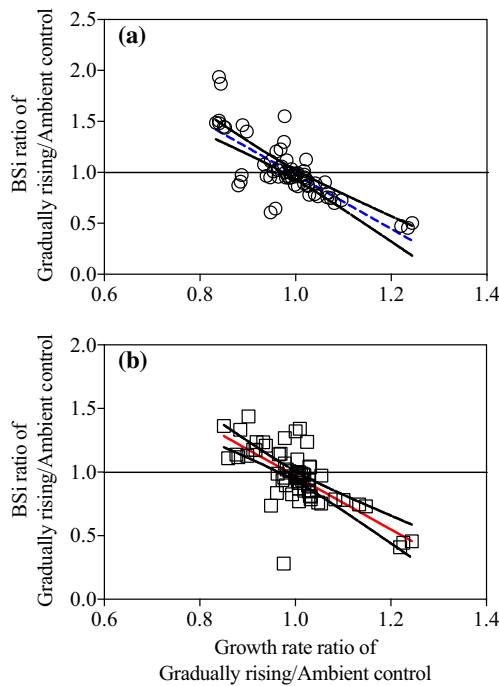 (a)
BSi ratio of
Gradually rising/Ambient control
2.5
2.0
1.5
1.0
0.5
0.0
0.6 0.8 1.0 1.2 1.4
(b)
BSi ratio of
Gradually rising/Ambient control
2.0
1.5
1.0
0.5
0.0
0.6 0.8 1.0 1.2 1.4
Growth rate ratio of
Gradually rising/Ambient control